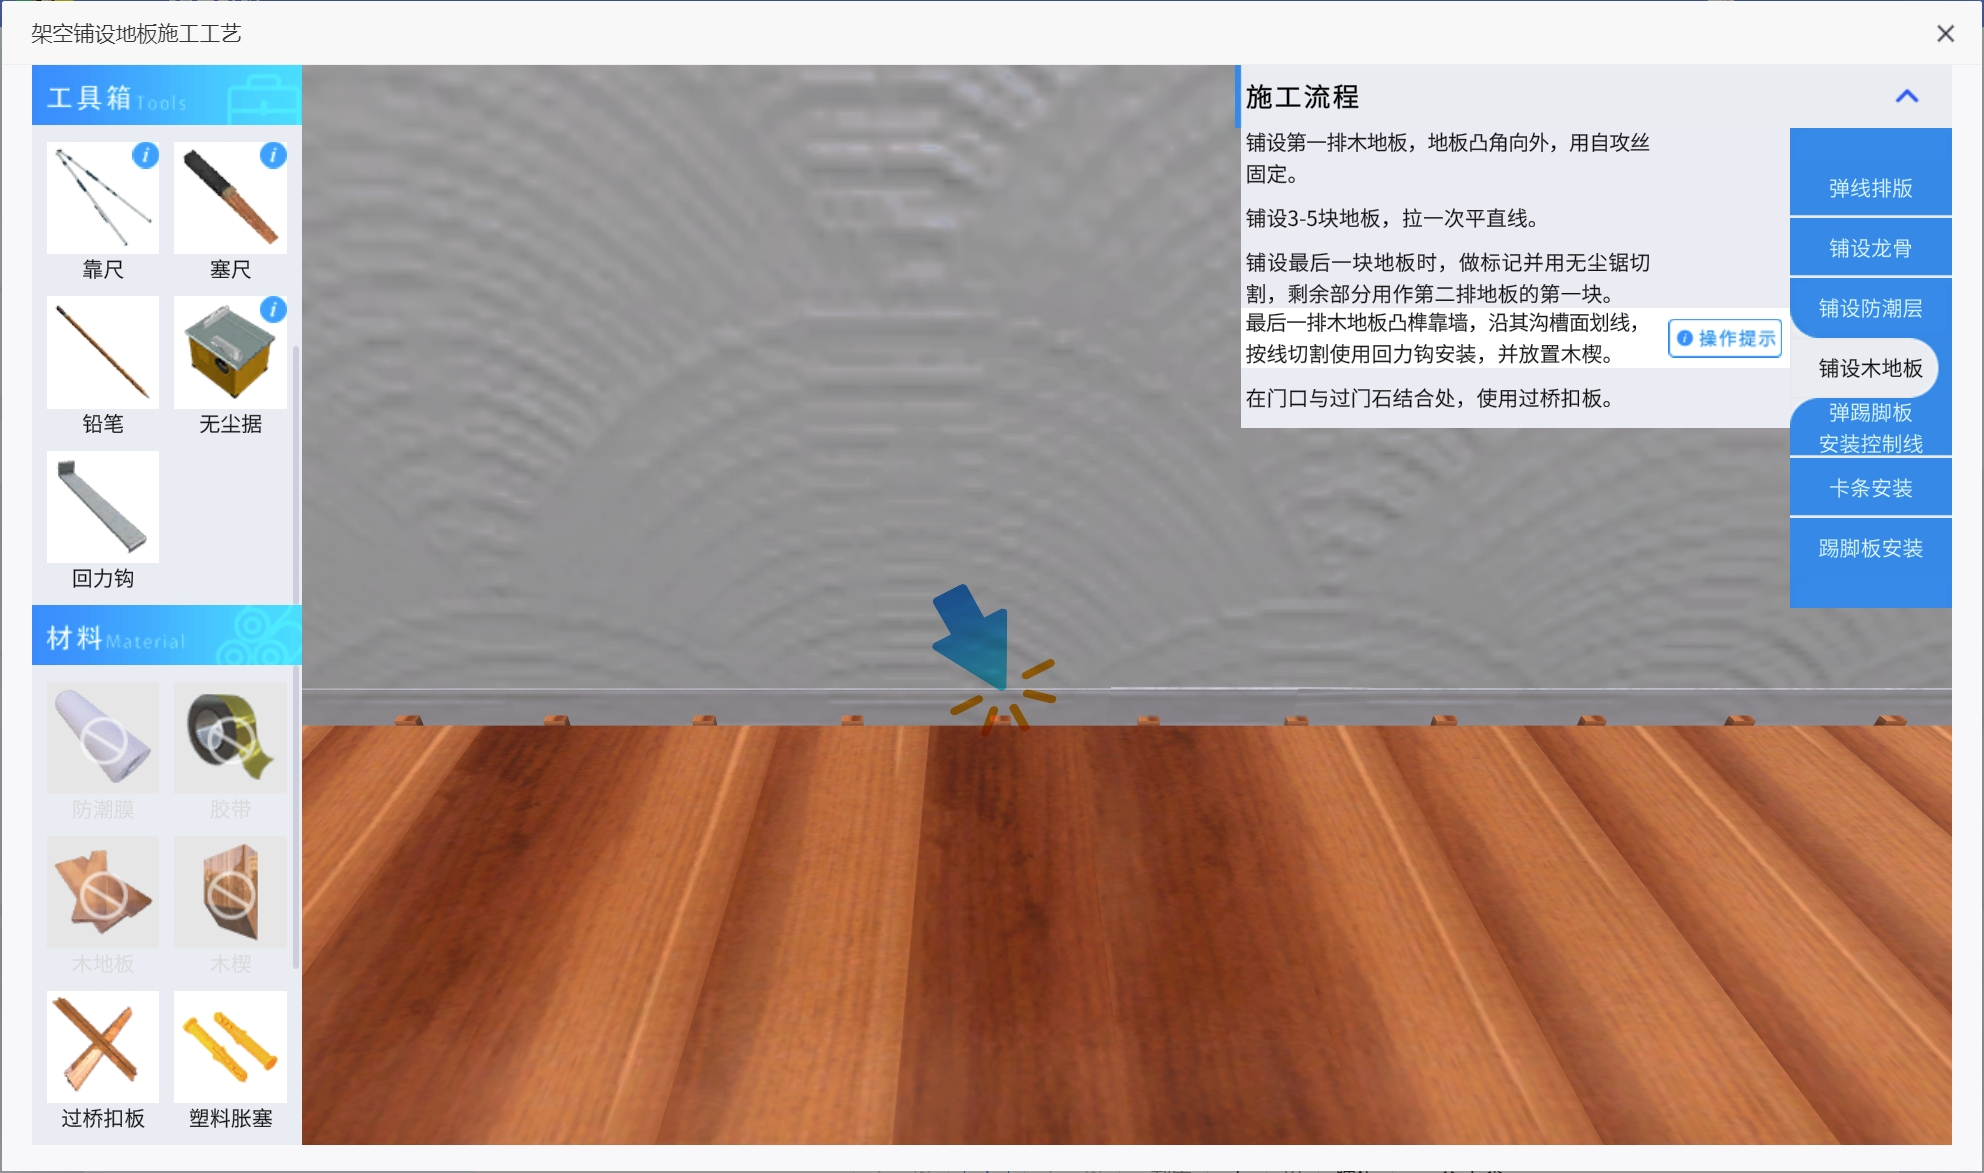 架空铺设地板施工工艺
工具箱 Tools
靠尺
塞尺
铅笔
无尘据
回力钩
材料 Material
防潮膜
胶带
木地板
木楔
过桥扣板
塑料胀塞
施工流程
铺设第一排木地板，地板凸角向外，用自攻丝
固定。
铺设3-5块地板，拉一次平直线。
铺设最后一块地板时，做标记并用无尘锯切
割，剩余部分用作第二排地板的第一块。
最后一排木地板凸榫靠墙，沿其沟槽面划线，
按线切割使用回力钩安装，并放置木楔。
操作提示
在门口与过门石结合处，使用过桥扣板。
弹线排版
铺设龙骨
铺设防潮层
铺设木地板
弹踢脚板
安装控制线
卡条安装
踢脚板安装